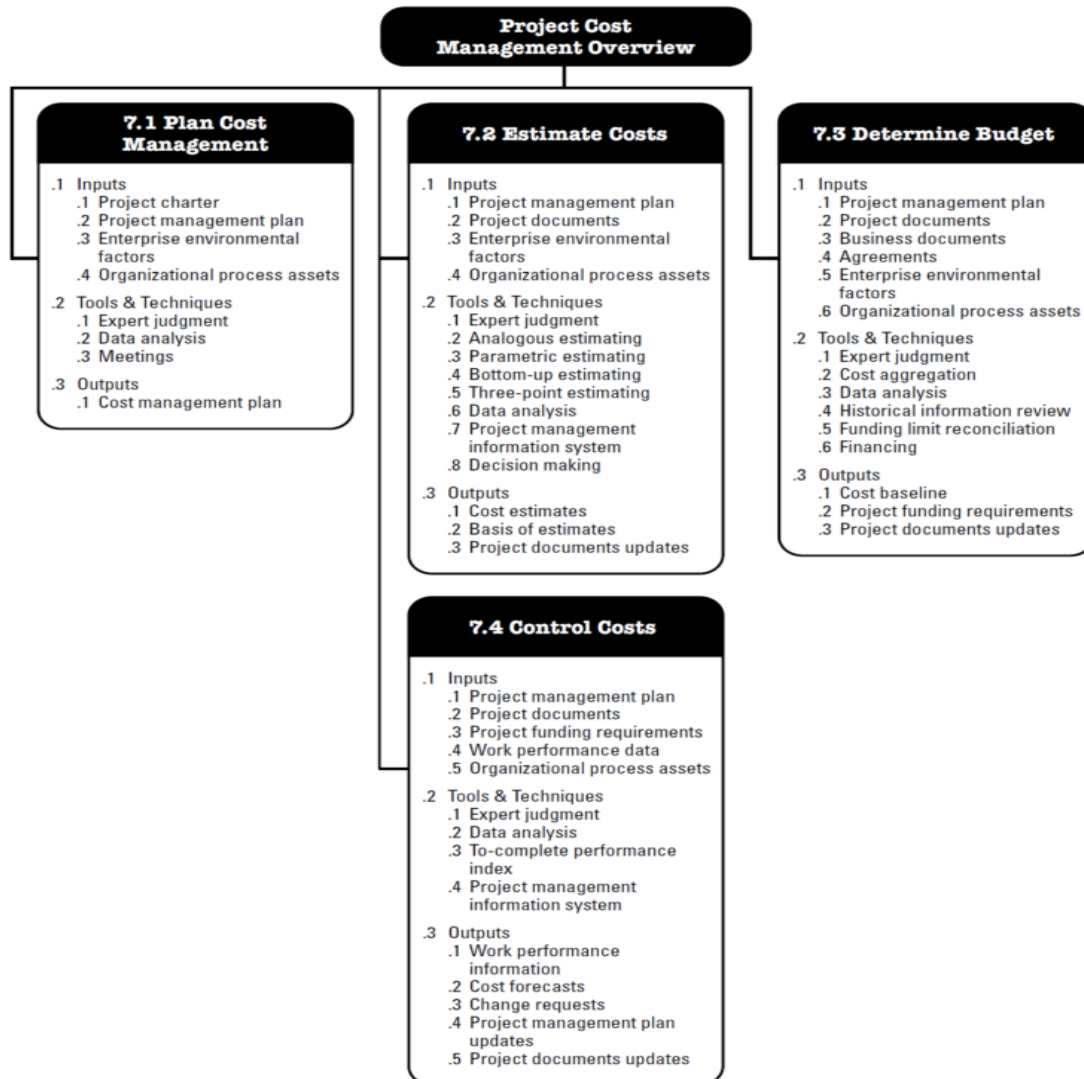 Project Cost
Management Overview
7.1 Plan Cost
Management
.1 Inputs
.1 Project charter
.2 Project management plan
.3 Enterprise environmental
factors
.4 Organizational process assets
.2 Tools & Techniques
.1 Expert judgment
.2 Data analysis
.3 Meetings
.3 Outputs
.1 Cost management plan
7.2 Estimate Costs
.1 Inputs
.1 Project management plan
.2 Project documents
.3 Enterprise environmental
factors
.4 Organizational process assets
.2 Tools & Techniques
.1 Expert judgment
.2 Analogous estimating
.3 Parametric estimating
.4 Bottom-up estimating
.5 Three-point estimating
.6 Data analysis
.7 Project management
information system
.8 Decision making
.3 Outputs
.1 Cost estimates
.2 Basis of estimates
.3 Project documents updates
7.3 Determine Budget
.1 Inputs
.1 Project management plan
.2 Project documents
.3 Business documents
.4 Agreements
.5 Enterprise environmental
factors
.6 Organizational process assets
.2 Tools & Techniques
.1 Expert judgment
.2 Cost aggregation
.3 Data analysis
.4 Historical information review
.5 Funding limit reconciliation
.6 Financing
.3 Outputs
.1 Cost baseline
.2 Project funding requirements
.3 Project documents updates
7.4 Control Costs
.1 Inputs
.1 Project management plan
.2 Project documents
.3 Project funding requirements
.4 Work performance data
.5 Organizational process assets
.2 Tools & Techniques
.1 Expert judgment
.2 Data analysis
.3 To-complete performance
index
.4 Project management
information system
.3 Outputs
.1 Work performance
information
.2 Cost forecasts
.3 Change requests
.4 Project management plan
updates
.5 Project documents updates